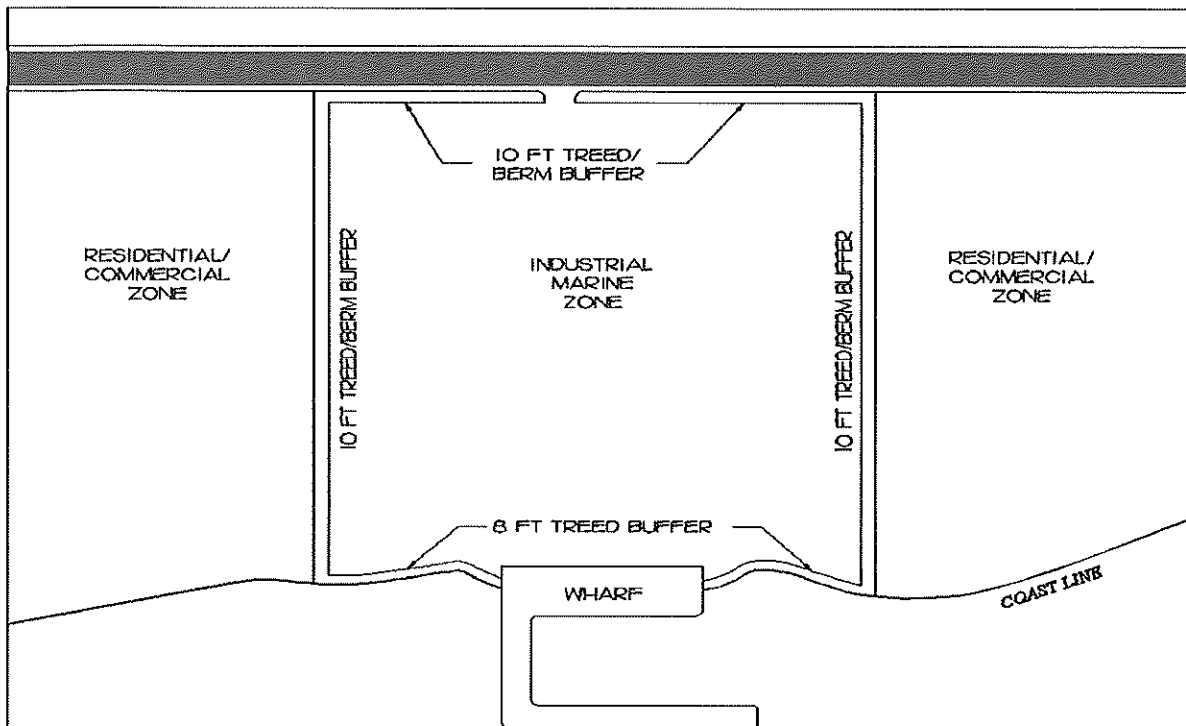 10 FT TREED/
BERM BUFFER
RESIDENTIAL/
COMMERCIAL
ZONE
10 FT TREED/BERM BUFFER
INDUSTRIAL
MARINE
ZONE
10 FT TREED/BERM BUFFER
RESIDENTIAL/
COMMERCIAL
ZONE
8 FT TREED BUFFER
WHARF
COAST LINE